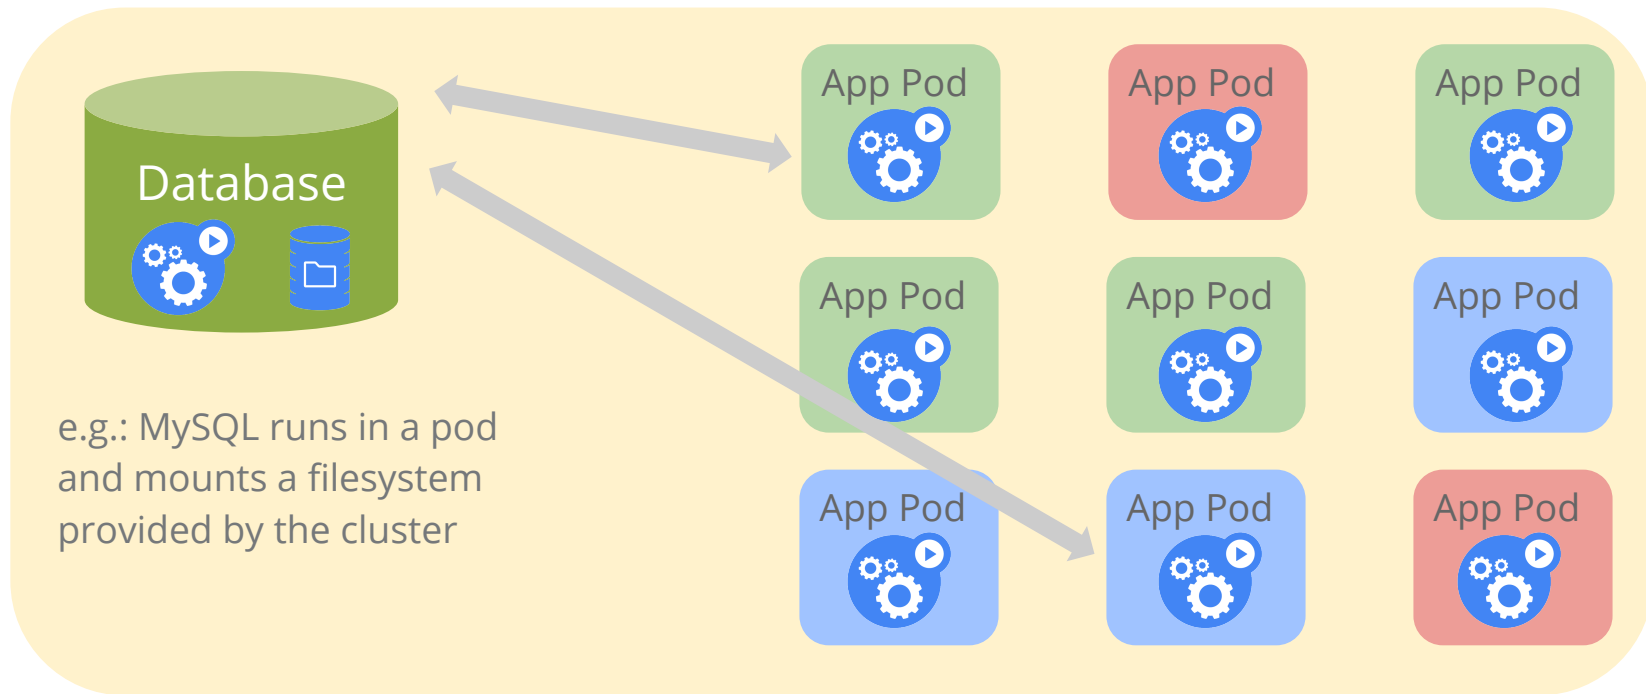 App Pod
App Pod
App Pod
Database
App Pod
App Pod
App Pod
e.g.: MySQL runs in a pod
and mounts a filesystem
provided by the cluster
App Pod
App Pod
App Pod